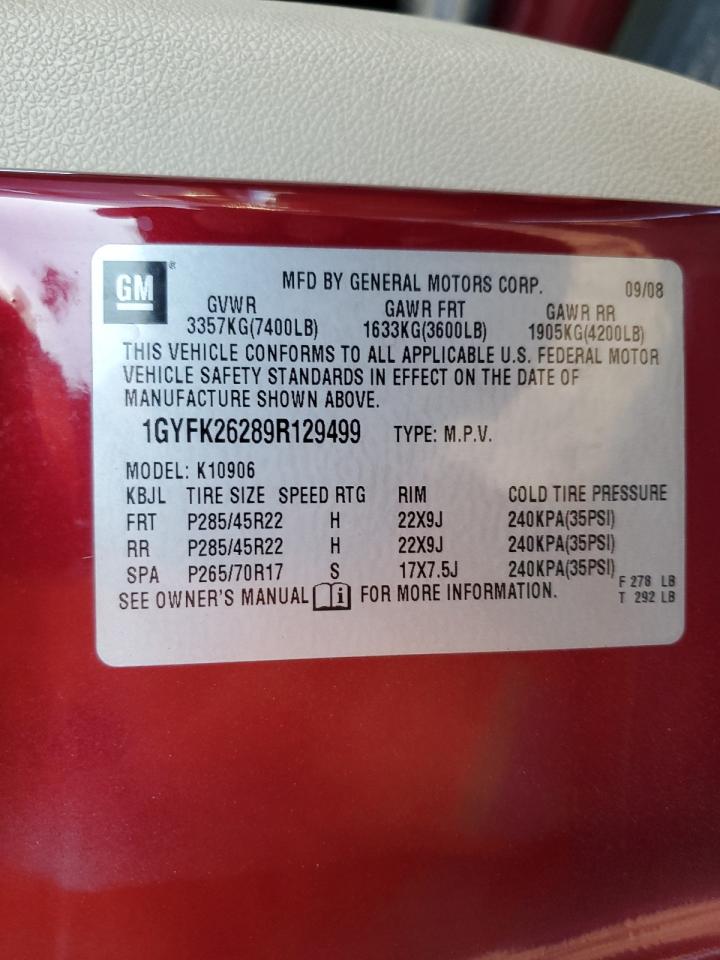 GM®
MFD BY GENERAL MOTORS CORP. 09/08
GVWR GAWR FRT GAWR RR
3357KG(7400LB) 1633KG(3600LB) 1905KG(4200LB)
THIS VEHICLE CONFORMS TO ALL APPLICABLE U.S. FEDERAL MOTOR
VEHICLE SAFETY STANDARDS IN EFFECT ON THE DATE OF
MANUFACTURE SHOWN ABOVE.
1GYFK26289R129499 TYPE: M.P.V.
MODEL: K10906
KBJL TIRE SIZE SPEED RTG RIM COLD TIRE PRESSURE
FRT P285/45R22 H 22X9J 240KPA(35PSI)
RR P285/45R22 H 22X9J 240KPA(35PSI)
SPA P265/70R17 S 17X7.5J 240KPA(35PSI)
F 278 LB
SEE OWNER'S MANUAL i FOR MORE INFORMATION.
T 292 LB